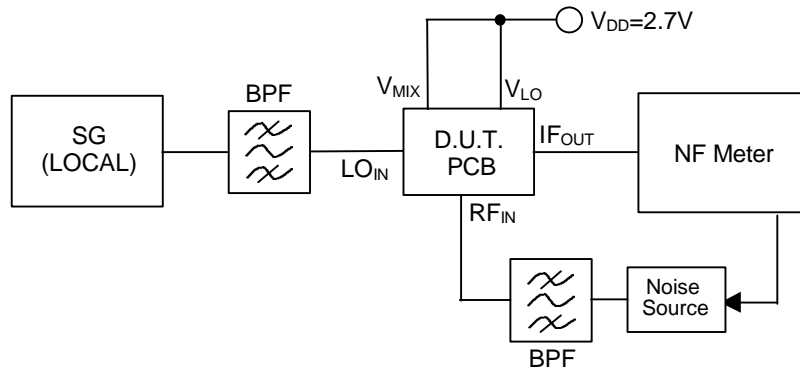 V_DD=2.7V
V_MIX
V_LO
BPF
SG
(LOCAL)
D.U.T.
PCB
IF_OUT
NF Meter
LO_IN
RF_IN
Noise
Source
BPF